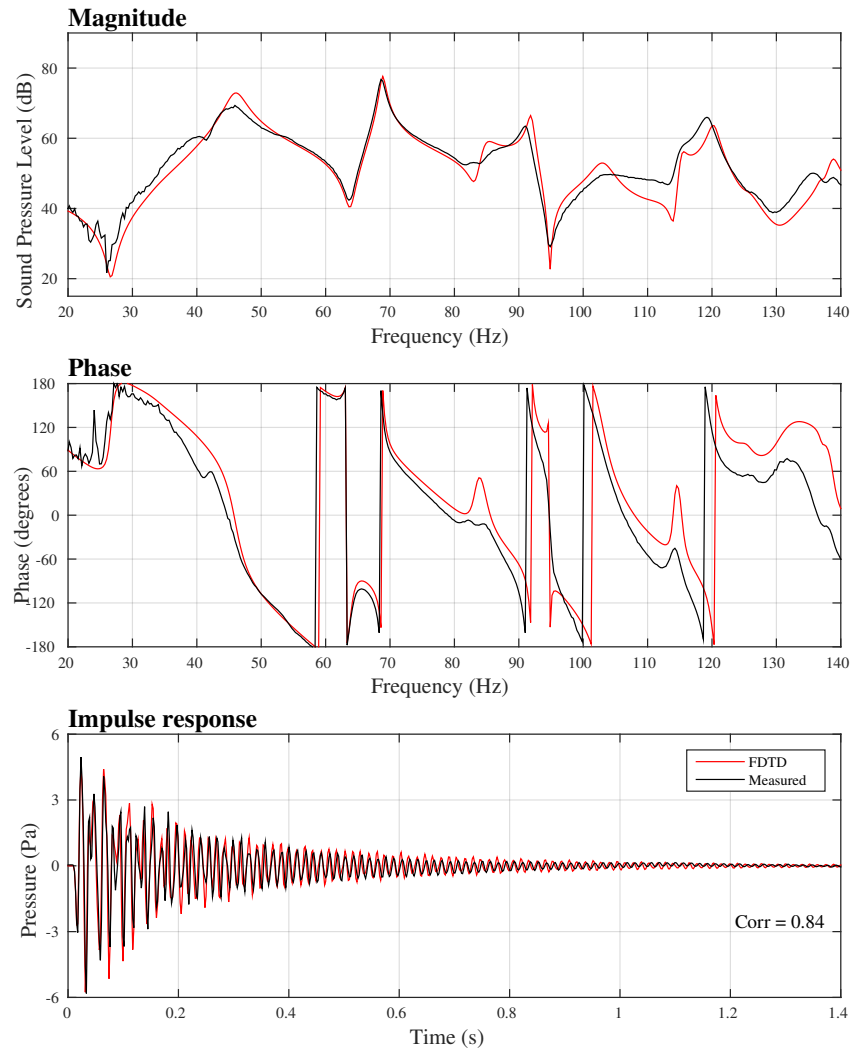 Magnitude
Sound Pressure Level (dB)
80
60
40
20
20 30 40 50 60 70 80 90 100 110 120 130 140
Frequency (Hz)
Phase
Phase (degrees)
180
120
60
0
-60
-120
-180
20 30 40 50 60 70 80 90 100 110 120 130 140
Frequency (Hz)
Impulse response
Pressure (Pa)
6
3
0
-3
-6
FDTD
Measured
Corr = 0.84
0 0.2 0.4 0.6 0.8 1 1.2 1.4
Time (s)